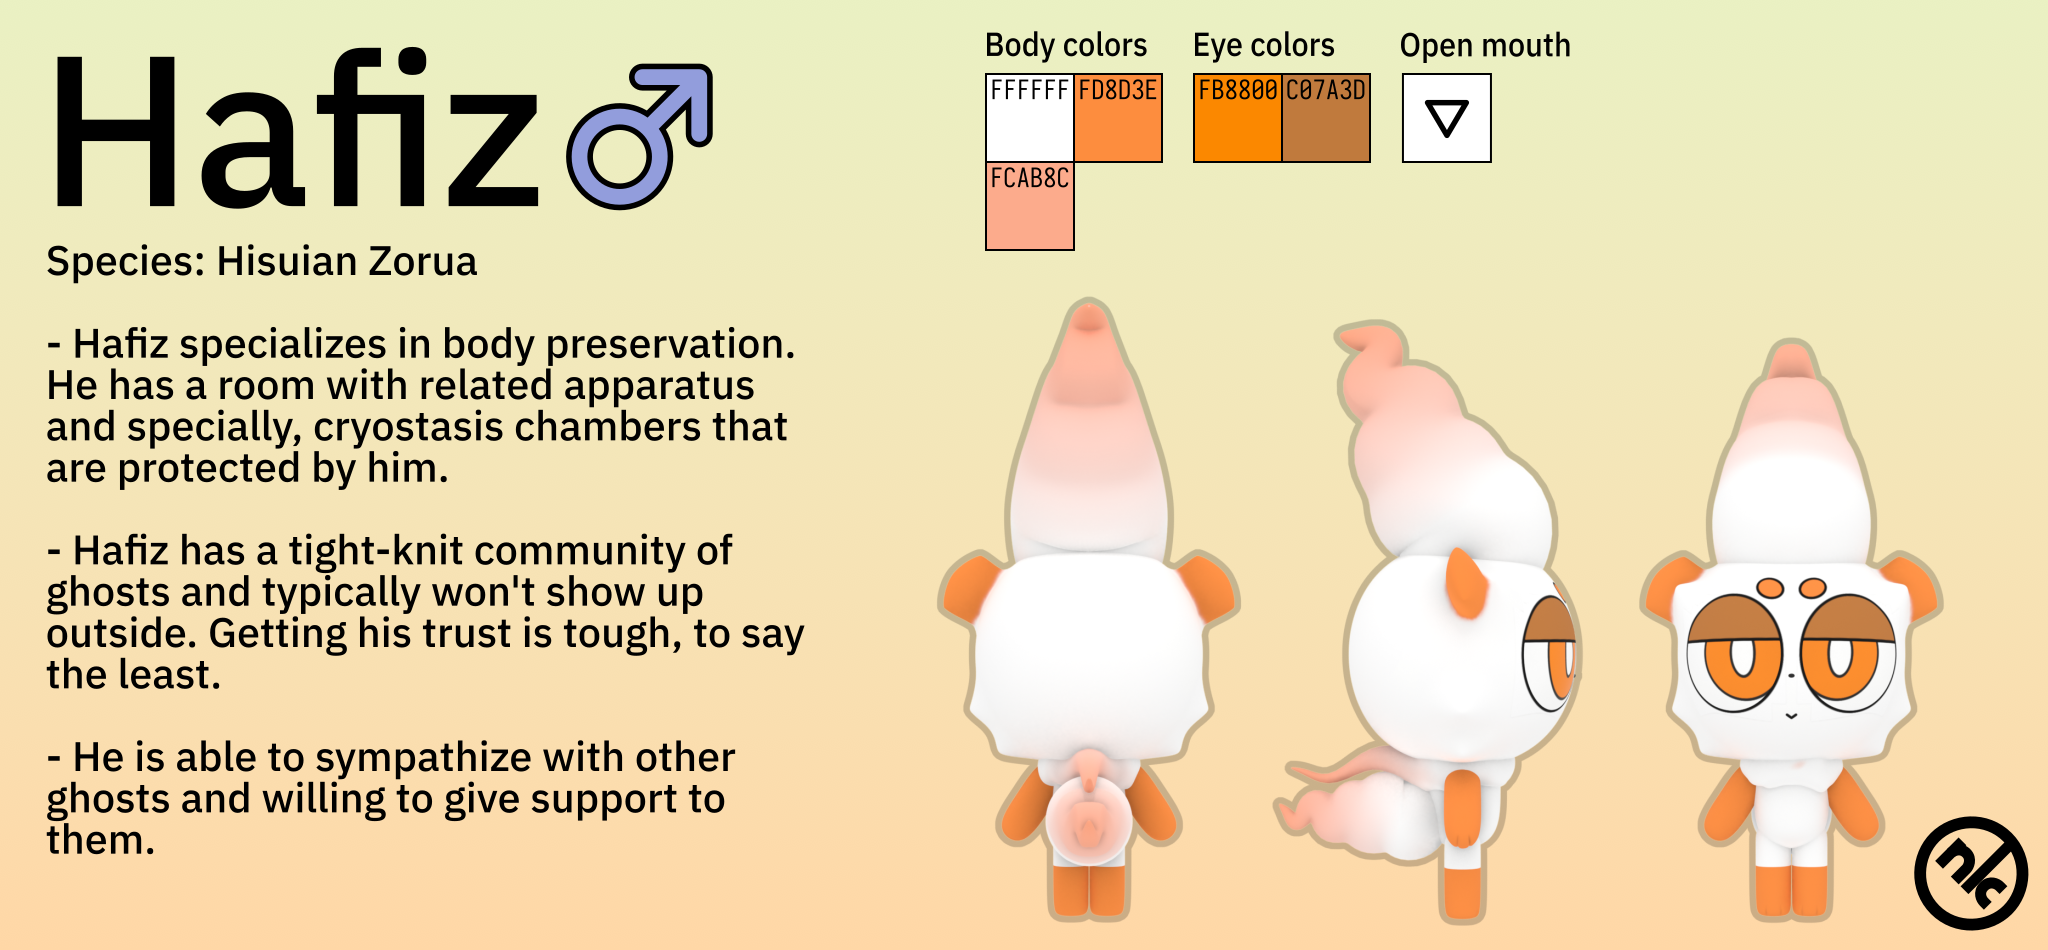 Hafiz
Species: Hisuian Zorua
- Hafiz specializes in body preservation.
He has a room with related apparatus
and specially, cryostasis chambers that
are protected by him.
- Hafiz has a tight-knit community of
ghosts and typically won't show up
outside. Getting his trust is tough, to say
the least.
- He is able to sympathize with other
ghosts and willing to give support to
them.
Body colors
FFFFFF FD8D3E
FCAB8C
Eye colors
FB8800 C07A3D
Open mouth
n/c